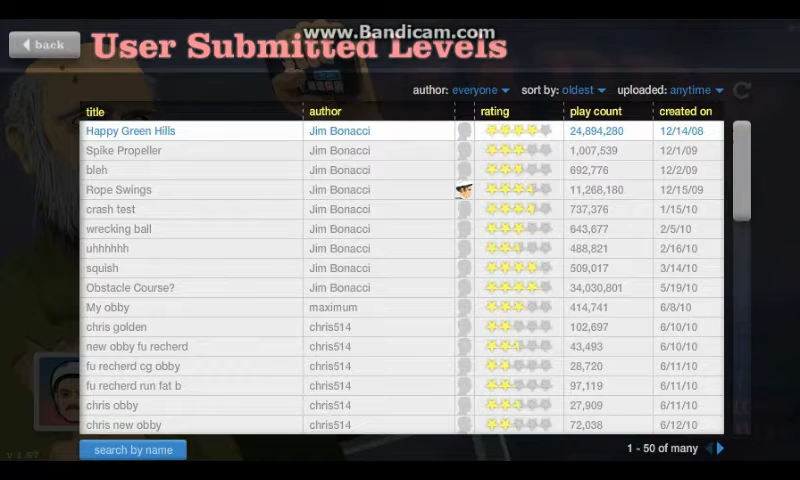 www.Bandicam.com
back
User Submitted Levels
author: everyone sort by: oldest uploaded: anytime
title author rating play count created on
Happy Green Hills Jim Bonacci 24,894,280 12/14/08
Spike Propeller Jim Bonacci 1,007,539 12/1/09
bleh Jim Bonacci 692,776 12/2/09
Rope Swings Jim Bonacci 11,268,180 12/15/09
crash test Jim Bonacci 737,376 1/15/10
wrecking ball Jim Bonacci 643,677 2/5/10
uhhhhhh Jim Bonacci 488,821 2/16/10
squish Jim Bonacci 509,017 3/14/10
Obstacle Course? Jim Bonacci 34,030,801 5/19/10
My obby maximum 414,741 6/8/10
chris golden chris514 102,697 6/10/10
new obby fu recherd chris514 43,493 6/10/10
fu recherd cg obby chris514 28,720 6/11/10
fu recherd run fat b chris514 97,119 6/11/10
chris obby chris514 27,909 6/11/10
chris new obby chris514 72,038 6/12/10
search by name 1 - 50 of many